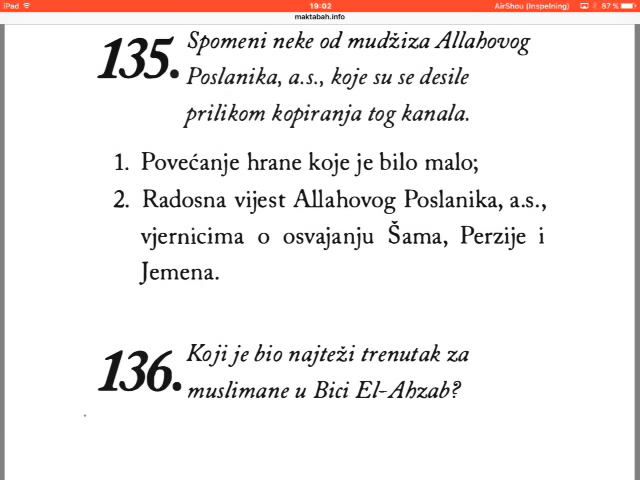 iPad 19:02 AirShou (Inspelning) 87 %
maktabah.info
135. Spomeni neke od mudžiza Allahovog
Poslanika, a.s., koje su se desile
prilikom kopiranja tog kanala.
1. Povećanje hrane koje je bilo malo;
2. Radosna vijest Allahovog Poslanika, a.s.,
vjernicima o osvajanju Šama, Perzije i
Jemena.
136. Koji je bio najteži trenutak za
muslimane u Bici El-Ahzab?